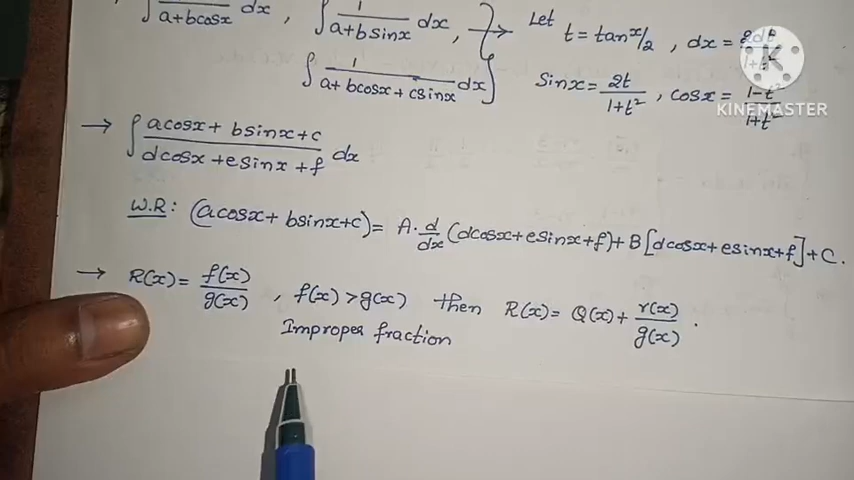 ∫ a+bcosx dx , ∫ 1/(a+bsinx) dx , → Let t = tan x/2 , dx = 2dt/(1+t²)
∫ 1/(a+bcosx+csinx) dx } Sinx = 2t/(1+t²) , cosx = (1-t²)/(1+t²)
KINEMASTER
→ ∫ (acosx + bsinx + c)/(dcosx + esinx + f) dx
W.R : (acosx + bsinx + c) = A· d/dx (dcosx + esinx + f) + B [dcosx + esinx + f] + C.
→ R(x) = f(x)/g(x) , f(x) > g(x) then R(x) = Q(x) + r(x)/g(x) .
Improper fraction